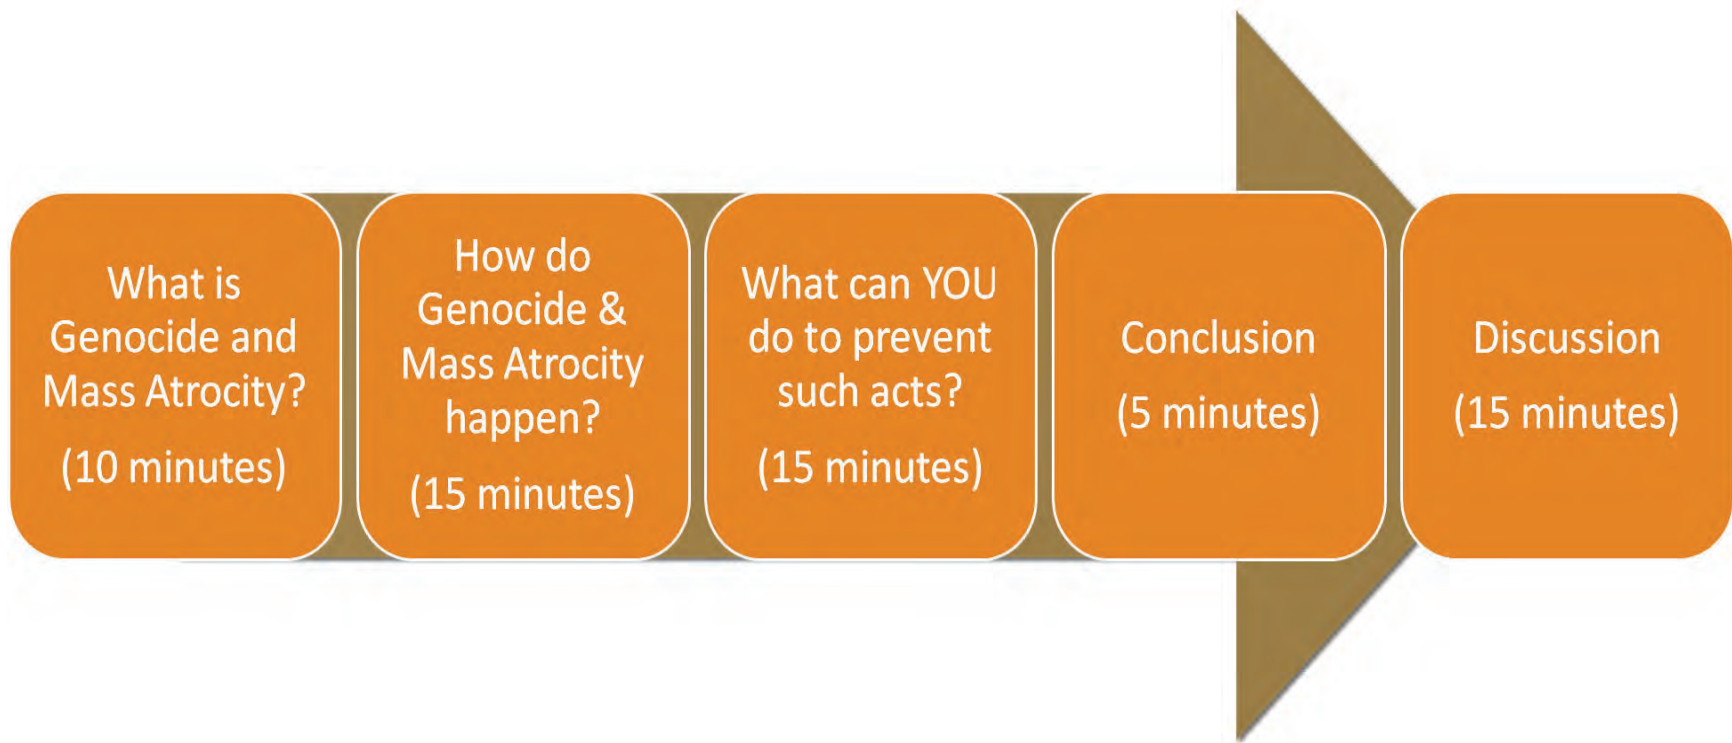 What is
Genocide and
Mass Atrocity?
(10 minutes)
How do
Genocide &
Mass Atrocity
happen?
(15 minutes)
What can YOU
do to prevent
such acts?
(15 minutes)
Conclusion
(5 minutes)
Discussion
(15 minutes)